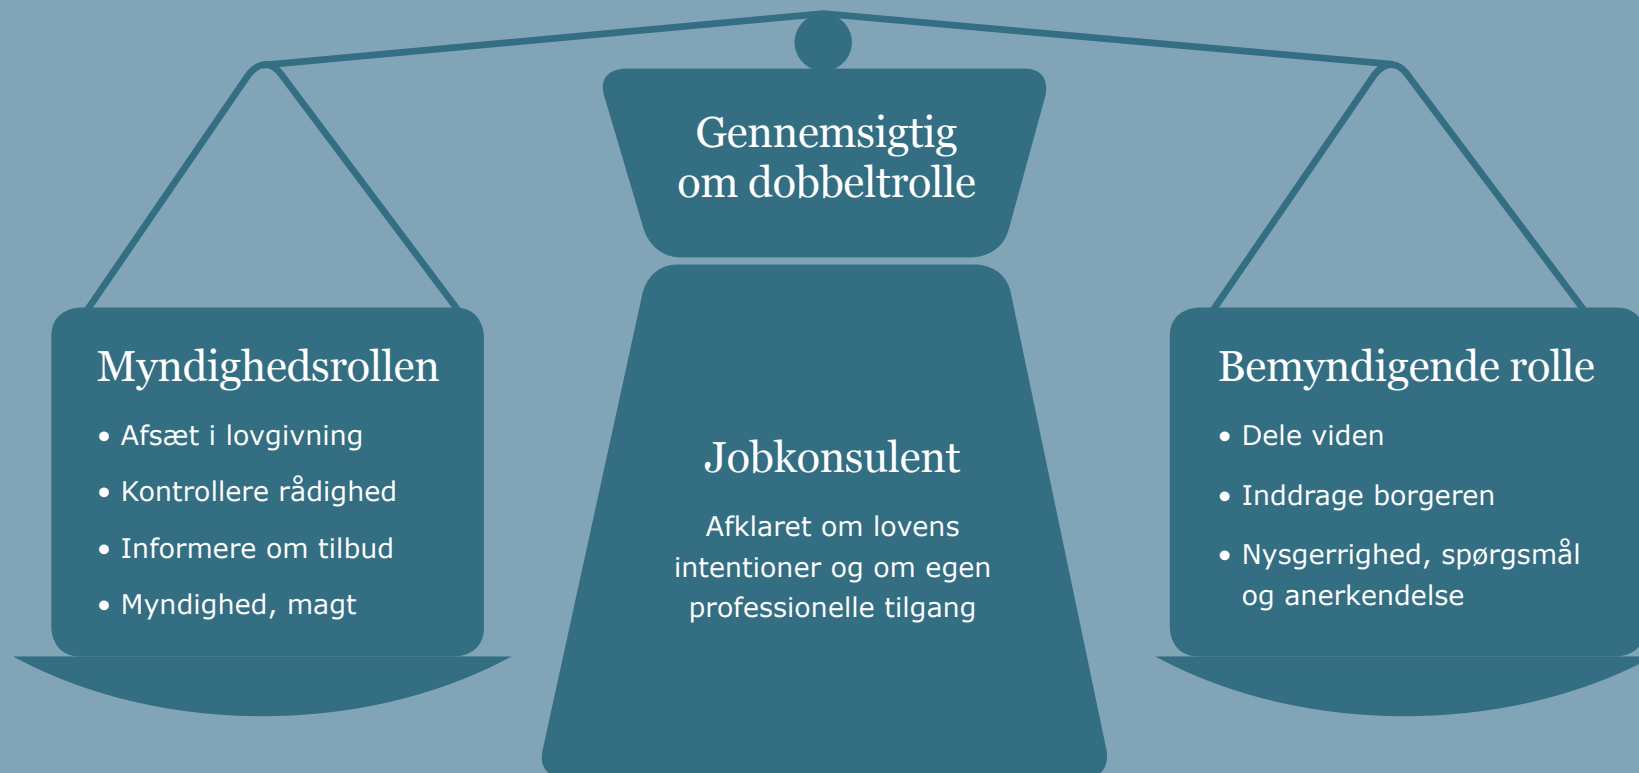 Gennemsigtig
om dobbeltrolle
Myndighedsrollen
• Afsæt i lovgivning
• Kontrollere rådighed
• Informere om tilbud
• Myndighed, magt
Jobkonsulent
Afklaret om lovens
intentioner og om egen
professionelle tilgang
Bemyndigende rolle
• Dele viden
• Inddrage borgeren
• Nysgerrighed, spørgsmål
og anerkendelse